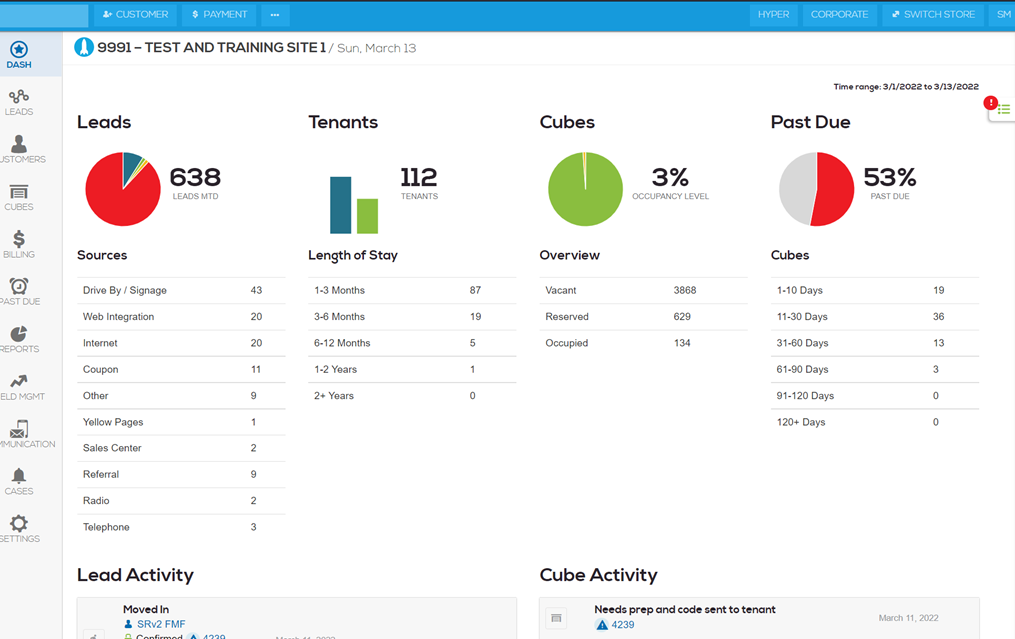 CUSTOMER
$ PAYMENT
HYPER
CORPORATE
SWITCH STORE
SM
9991 – TEST AND TRAINING SITE 1 / Sun, March 13
DASH
LEADS
USTOMERS
CUBES
BILLING
PAST DUE
REPORTS
ELD MGMT
MMUNICATION
CASES
SETTINGS
Time range: 3/1/2022 to 3/13/2022
!
Leads
638
LEADS MTD
Sources
Drive By / Signage 43
Web Integration 20
Internet 20
Coupon 11
Other 9
Yellow Pages 1
Sales Center 2
Referral 9
Radio 2
Telephone 3
Tenants
112
TENANTS
Length of Stay
1-3 Months 87
3-6 Months 19
6-12 Months 5
1-2 Years 1
2+ Years 0
Cubes
3%
OCCUPANCY LEVEL
Overview
Vacant 3868
Reserved 629
Occupied 134
Past Due
53%
PAST DUE
Cubes
1-10 Days 19
11-30 Days 36
31-60 Days 13
61-90 Days 3
91-120 Days 0
120+ Days 0
Lead Activity
Moved In
SRv2 FMF
Confirmed 4239
March 11, 2022
Cube Activity
Needs prep and code sent to tenant
4239
March 11, 2022